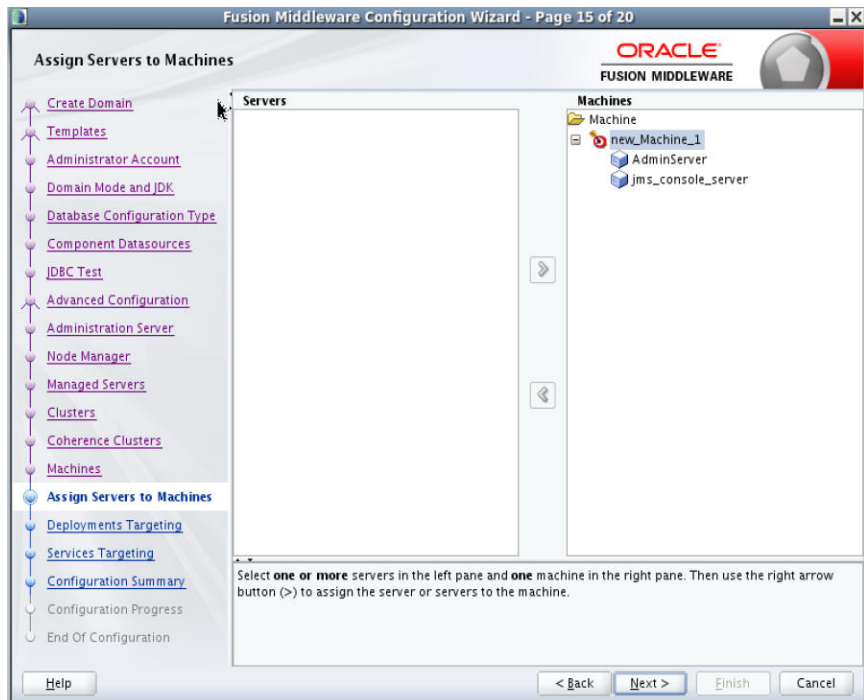 Fusion Middleware Configuration Wizard - Page 15 of 20
Assign Servers to Machines
ORACLE
FUSION MIDDLEWARE
Create Domain
Templates
Administrator Account
Domain Mode and JDK
Database Configuration Type
Component Datasources
JDBC Test
Advanced Configuration
Administration Server
Node Manager
Managed Servers
Clusters
Coherence Clusters
Machines
Assign Servers to Machines
Deployments Targeting
Services Targeting
Configuration Summary
Configuration Progress
End Of Configuration
Servers
Machines
Machine
new_Machine_1
AdminServer
jms_console_server
Select one or more servers in the left pane and one machine in the right pane. Then use the right arrow
button (>) to assign the server or servers to the machine.
Help
< Back
Next >
Finish
Cancel